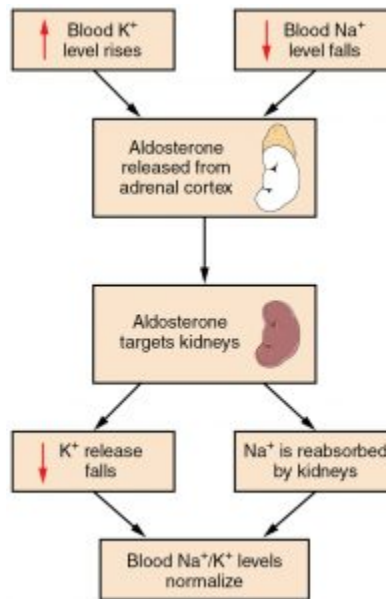 Blood K⁺
level rises
Blood Na⁺
level falls
Aldosterone
released from
adrenal cortex
Aldosterone
targets kidneys
K⁺ release
falls
Na⁺ is reabsorbed
by kidneys
Blood Na⁺/K⁺ levels
normalize